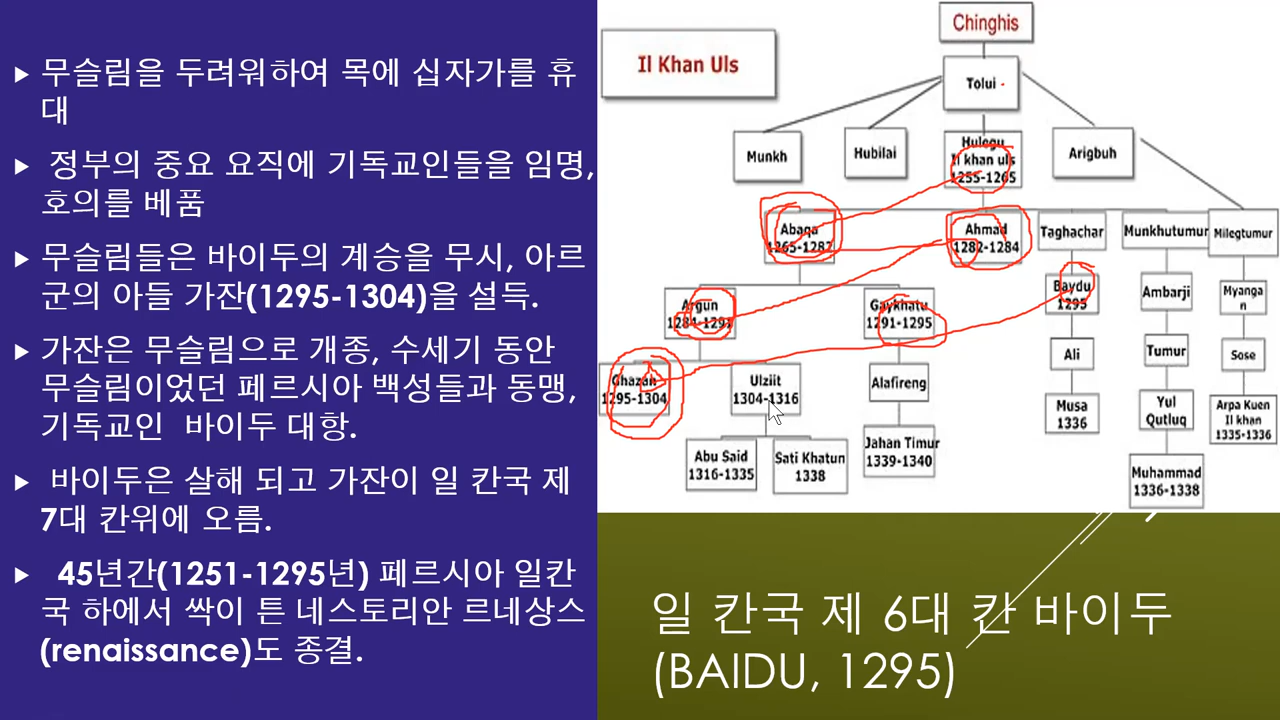 ▶ 무슬림을 두려워하여 목에 십자가를 휴
대
▶ 정부의 중요 요직에 기독교인들을 임명,
호의를 베품
▶ 무슬림들은 바이두의 계승을 무시, 아르
군의 아들 가잔(1295-1304)을 설득.
▶ 가잔은 무슬림으로 개종, 수세기 동안
무슬림이었던 페르시아 백성들과 동맹,
기독교인 바이두 대항.
▶ 바이두은 살해 되고 가잔이 일 칸국 제
7대 칸위에 오름.
▶ 45년간(1251-1295년) 페르시아 일칸
국 하에서 싹이 튼 네스토리안 르네상스
(renaissance)도 종결.
Il Khan Uls
Chinghis
Tolui
Munkh
Hubilai
Hulegu
Il khan uls
1255-1265
Arigbuh
Abaqa
1265-1282
Ahmad
1282-1284
Taghachar
Munkhutumur
Milegtumur
Argun
1284-1291
Gaykhatu
1291-1295
Baydu
1295
Ambarji
Myanga
n
Ghazan
1295-1304
Ulziit
1304-1316
Alafireng
Ali
Tumur
Sose
Abu Said
1316-1335
Sati Khatun
1338
Jahan Timur
1339-1340
Musa
1336
Yul
Qutluq
Arpa Kuen
Il khan
1335-1336
Muhammad
1336-1338
일 칸국 제 6대 칸 바이두
(BAIDU, 1295)